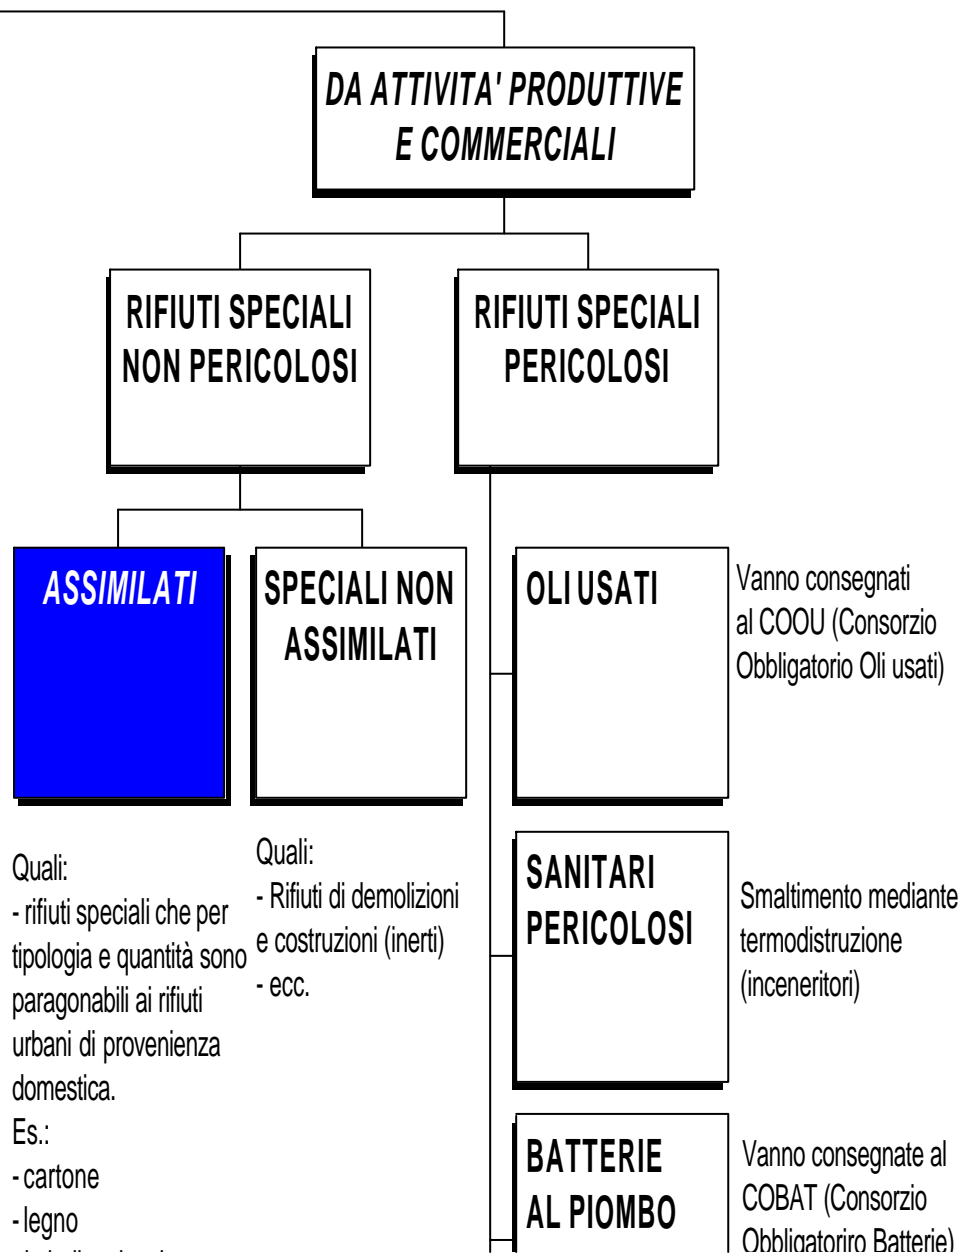 DA ATTIVITA' PRODUTTIVE
E COMMERCIALI
RIFIUTI SPECIALI
NON PERICOLOSI
RIFIUTI SPECIALI
PERICOLOSI
ASSIMILATI
SPECIALI NON
ASSIMILATI
OLI USATI
Vanno consegnati
al COOU (Consorzio
Obbligatorio Oli usati)
Quali:
- rifiuti speciali che per
tipologia e quantità sono
paragonabili ai rifiuti
urbani di provenienza
domestica.
Es.:
- cartone
- legno
Quali:
- Rifiuti di demolizioni
e costruzioni (inerti)
- ecc.
SANITARI
PERICOLOSI
Smaltimento mediante
termodistruzione
(inceneritori)
BATTERIE
AL PIOMBO
Vanno consegnate al
COBAT (Consorzio
Obbligatoriro Batterie)